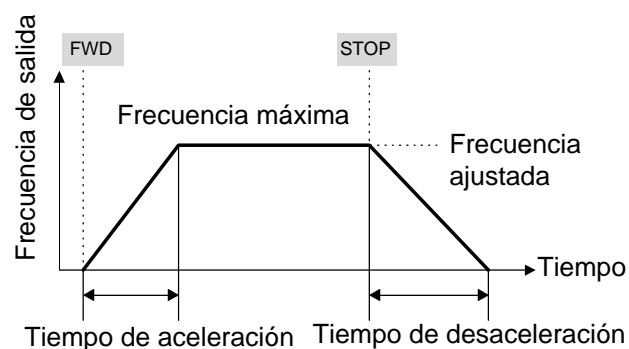 FWD
STOP
Frecuencia de salida
Frecuencia máxima
Frecuencia
ajustada
Tiempo
Tiempo de aceleración
Tiempo de desaceleración